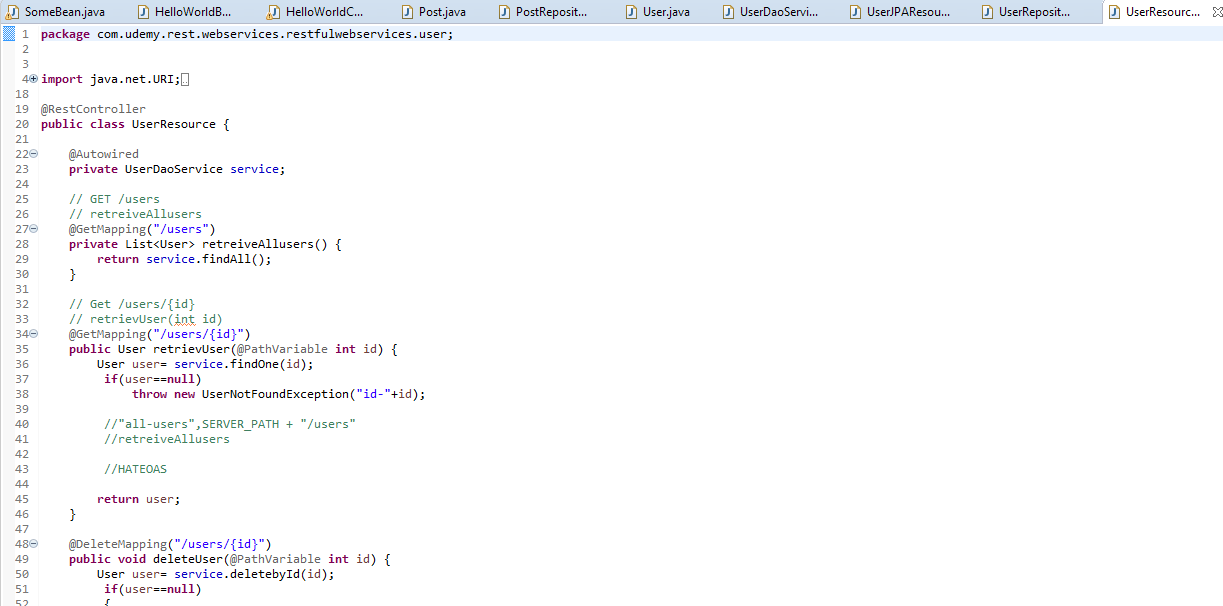 SomeBean.java HelloWorldB... HelloWorldC... Post.java PostReposit... User.java UserDaoServi... UserJPAResou... UserReposit... UserResourc...
1 package com.udemy.rest.webservices.restfulwebservices.user;
2
3
4 import java.net.URI;
18
19 @RestController
20 public class UserResource {
21
22 @Autowired
23 private UserDaoService service;
24
25 // GET /users
26 // retreiveAllusers
27 @GetMapping("/users")
28 private List<User> retreiveAllusers() {
29 return service.findAll();
30 }
31
32 // Get /users/{id}
33 // retrievUser(int id)
34 @GetMapping("/users/{id}")
35 public User retrievUser(@PathVariable int id) {
36 User user= service.findOne(id);
37 if(user==null)
38 throw new UserNotFoundException("id-"+id);
39
40 //"all-users",SERVER_PATH + "/users"
41 //retreiveAllusers
42
43 //HATEOAS
44
45 return user;
46 }
47
48 @DeleteMapping("/users/{id}")
49 public void deleteUser(@PathVariable int id) {
50 User user= service.deletebyId(id);
51 if(user==null)
52 {